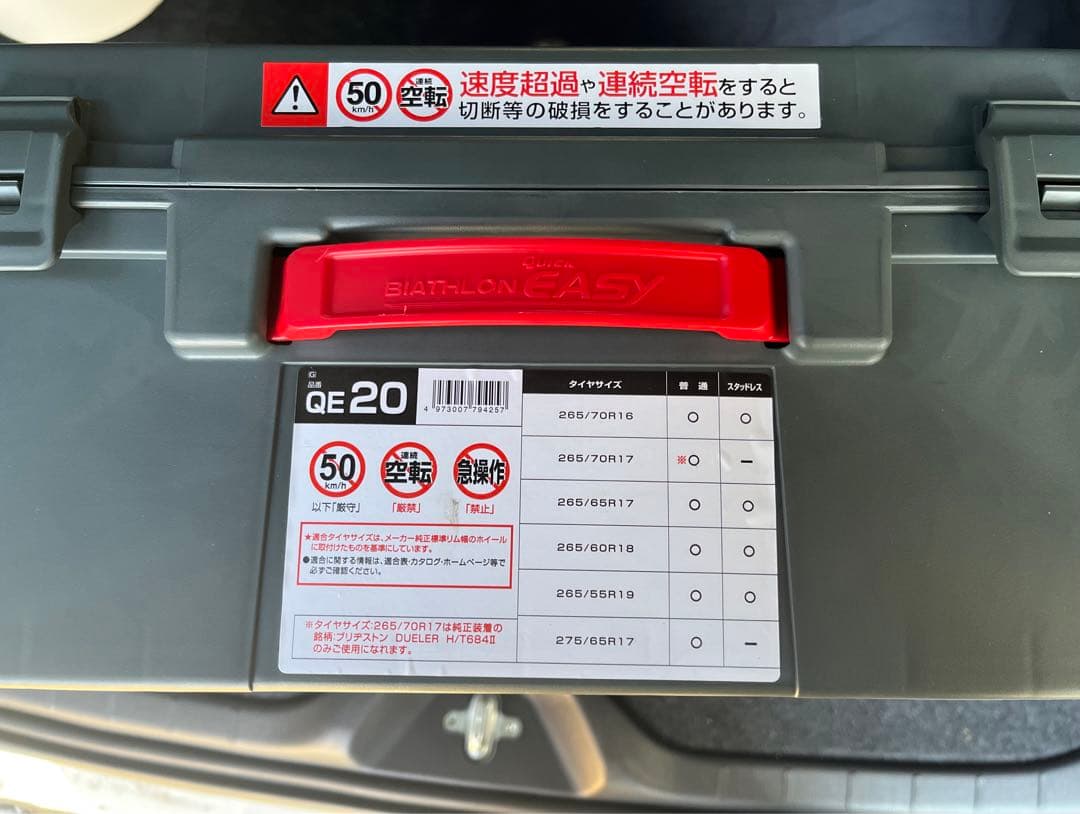 50 km/h 連続 空転 速度超過や連続空転をすると
切断等の破損をすることがあります。
BIATHLON Quick EASY
品番
QE20
4 973007 794257
タイヤサイズ 普通 スタッドレス
265/70R16 ○ ○
265/70R17 ※○ −
265/65R17 ○ ○
265/60R18 ○ ○
265/55R19 ○ ○
275/65R17 ○ −
50 km/h 連続 空転 急操作
以下「厳守」 「厳禁」 「禁止」
★適合タイヤサイズは、メーカー純正標準リム幅のホイール
に取付けたものを基準にしています。
●適合に関する情報は、適合表・カタログ・ホームページ等で
必ずご確認ください。
※タイヤサイズ:265/70R17は純正装着の
銘柄:ブリヂストン DUELER H/T684Ⅱ
のみご使用になれます。